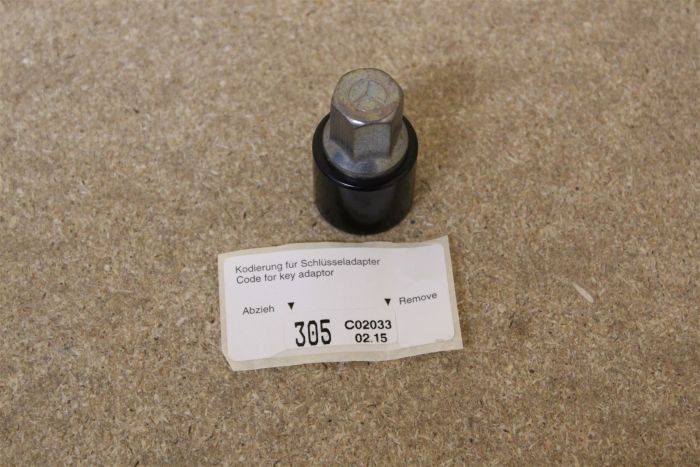 Kodierung für Schlüsseladapter
Code for key adaptor
Abzieh
Remove
305 C02033
02.15